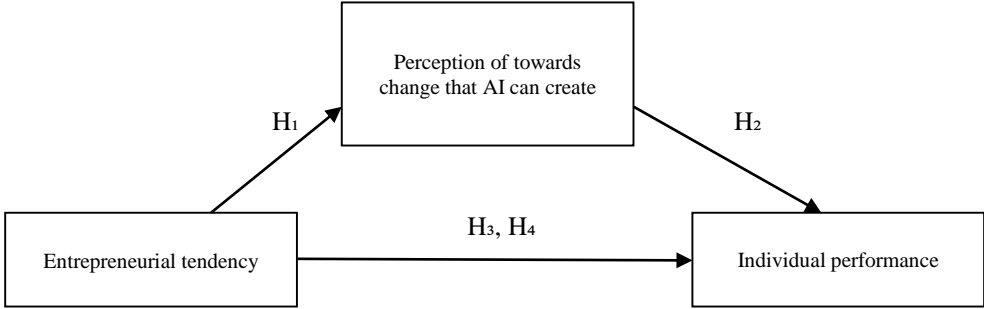 Perception of towards
change that AI can create
H₁
H₂
H₃, H₄
Entrepreneurial tendency
Individual performance